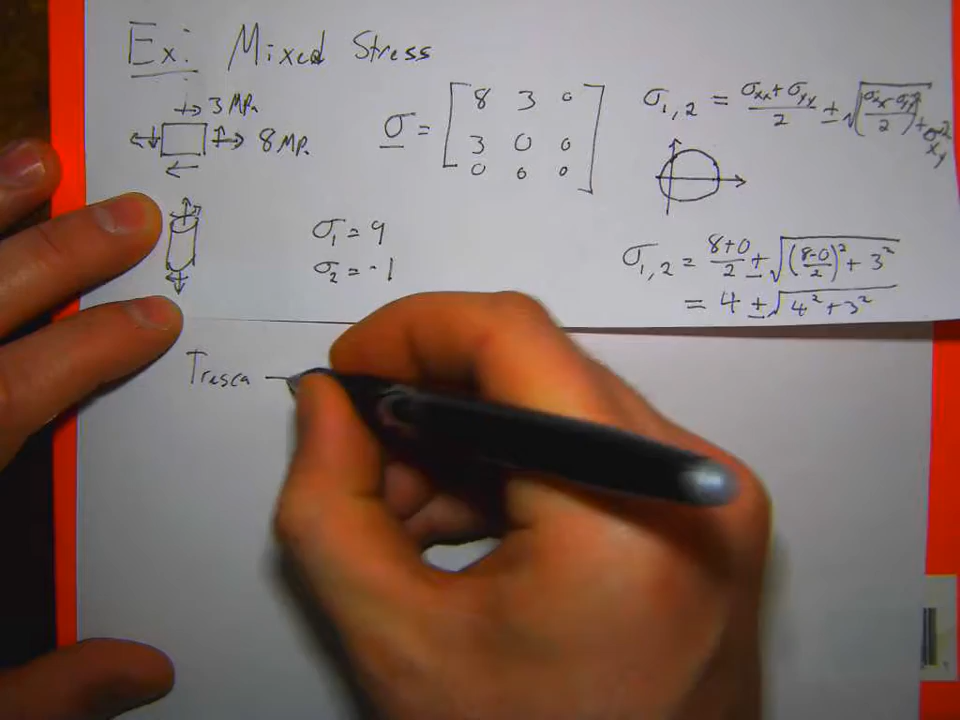 Ex: Mixed Stress
3 MPa
8 MPa
σ = [ 8 3 0
3 0 0
0 0 0 ]
σ1,2 = (σxx + σyy)/2 ± √((σxx - σyy)/2)² + σxy²
σ1 = 9
σ2 = -1
σ1,2 = (8+0)/2 ± √((8-0)/2)² + 3²
= 4 ± √4² + 3²
Tresca —